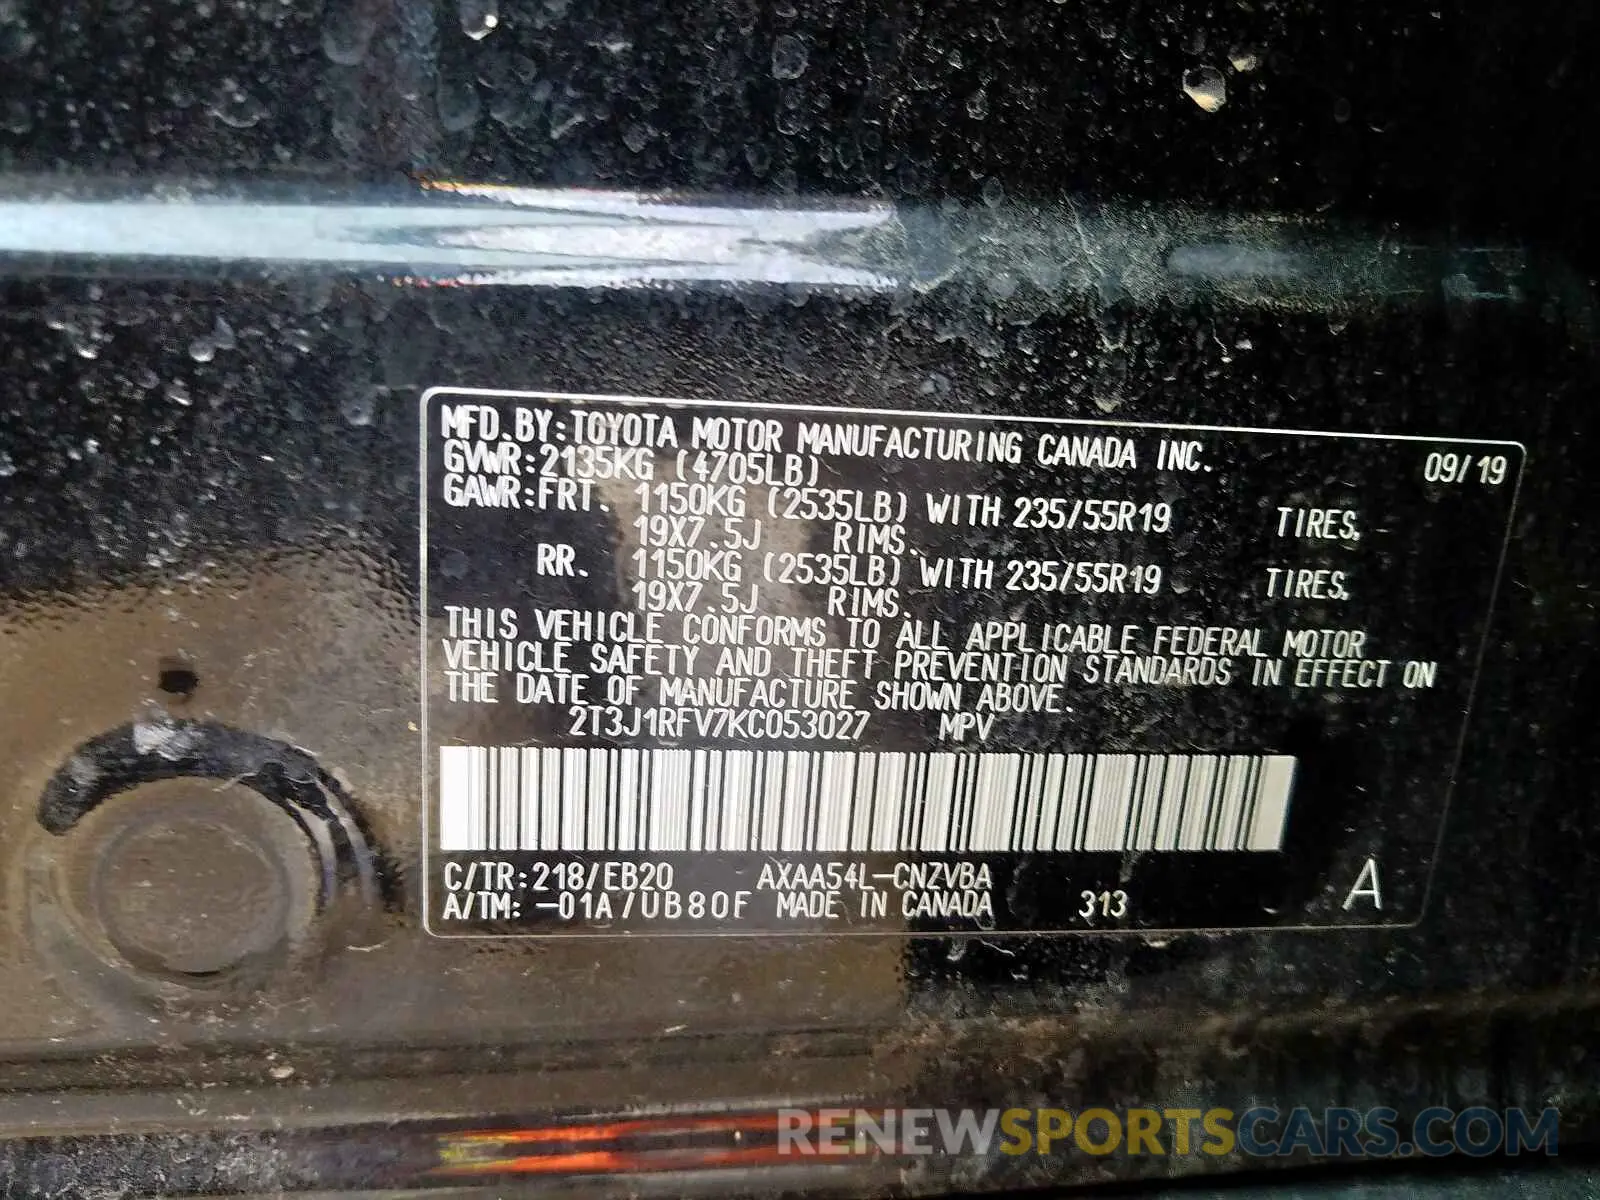 MFD. BY: TOYOTA MOTOR MANUFACTURING CANADA INC.
GVWR: 2135KG (4705LB) 09/19
GAWR: FRT. 1150KG (2535LB) WITH 235/55R19 TIRES,
19X7.5J RIMS.
RR. 1150KG (2535LB) WITH 235/55R19 TIRES,
19X7.5J RIMS.
THIS VEHICLE CONFORMS TO ALL APPLICABLE FEDERAL MOTOR
VEHICLE SAFETY AND THEFT PREVENTION STANDARDS IN EFFECT ON
THE DATE OF MANUFACTURE SHOWN ABOVE.
2T3J1RFV7KC053027 MPV
C/TR: 218/EB20 AXAA54L-CNZVBA
A/TM: -01A/UB80F MADE IN CANADA 313 A
RENEWSPORTSCARS.COM